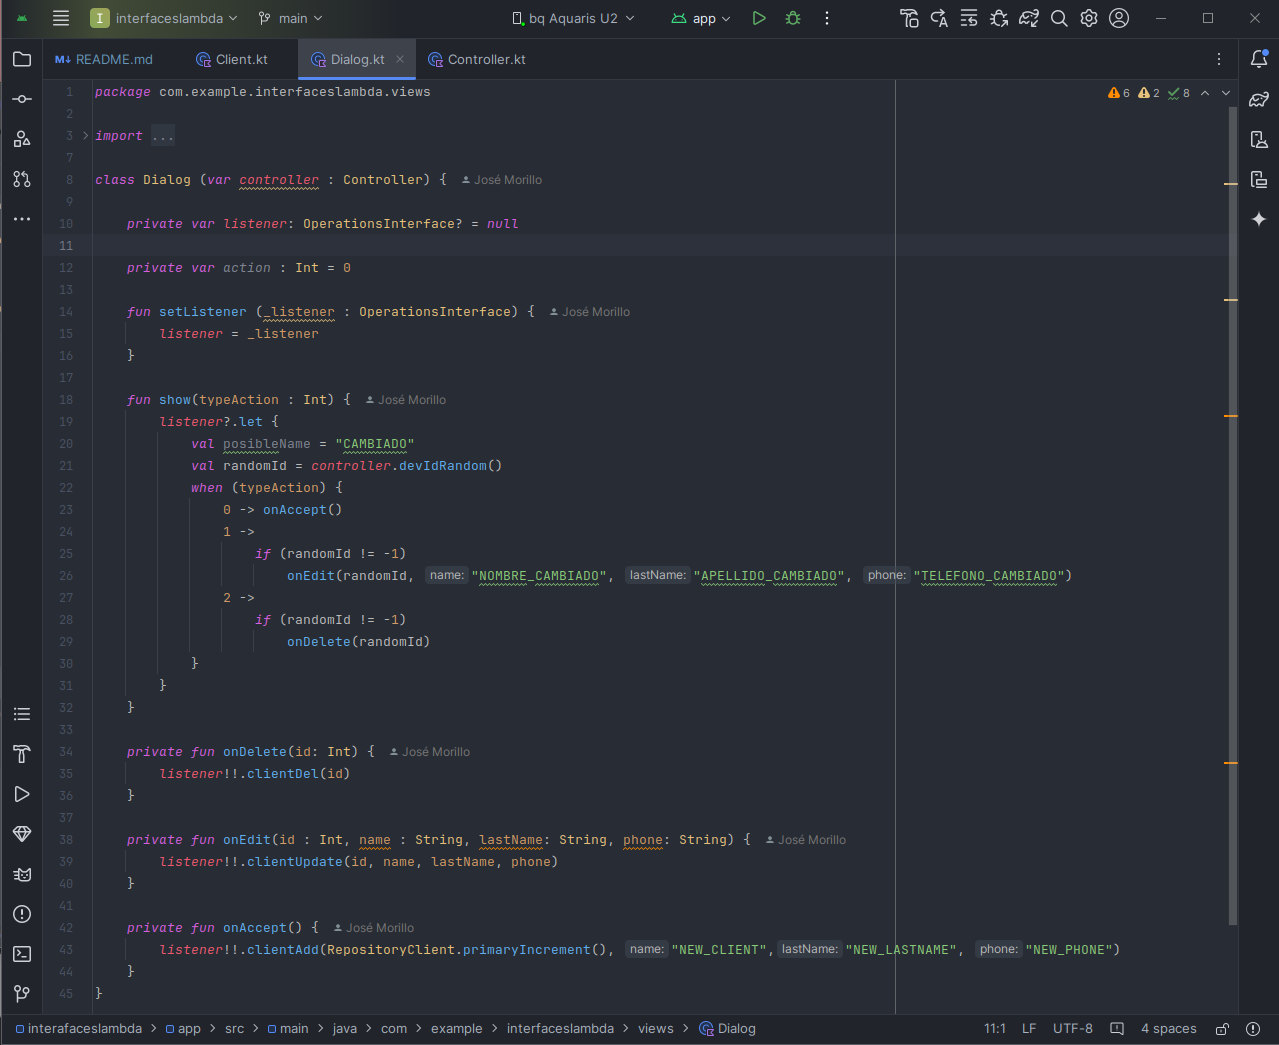 I interfaceslambda main bq Aquaris U2 app
README.md Client.kt Dialog.kt Controller.kt
6 2 8
1 package com.example.interfaceslambda.views
2
3 import ...
7
8 class Dialog (var controller : Controller) { José Morillo
9
10 private var listener: OperationsInterface? = null
11
12 private var action : Int = 0
13
14 fun setListener (_listener : OperationsInterface) { José Morillo
15 listener = _listener
16 }
17
18 fun show(typeAction : Int) { José Morillo
19 listener?.let {
20 val posibleName = "CAMBIADO"
21 val randomId = controller.devIdRandom()
22 when (typeAction) {
23 0 -> onAccept()
24 1 ->
25 if (randomId != -1)
26 onEdit(randomId, name: "NOMBRE_CAMBIADO", lastName: "APELLIDO_CAMBIADO", phone: "TELEFONO_CAMBIADO")
27 2 ->
28 if (randomId != -1)
29 onDelete(randomId)
30 }
31 }
32 }
33
34 private fun onDelete(id: Int) { José Morillo
35 listener!!.clientDel(id)
36 }
37
38 private fun onEdit(id : Int, name : String, lastName: String, phone: String) { José Morillo
39 listener!!.clientUpdate(id, name, lastName, phone)
40 }
41
42 private fun onAccept() { José Morillo
43 listener!!.clientAdd(RepositoryClient.primaryIncrement(), name: "NEW_CLIENT", lastName: "NEW_LASTNAME", phone: "NEW_PHONE")
44 }
45 }
interafaceslambda > app > src > main > java > com > example > interfaceslambda > views > Dialog 11:1 LF UTF-8 4 spaces